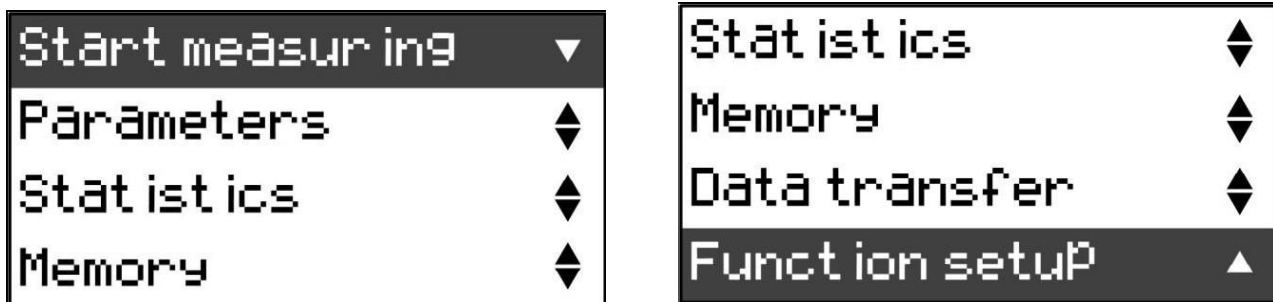 Start measuring
Parameters
Statistics
Memory
Statistics
Memory
Data transfer
Function setup